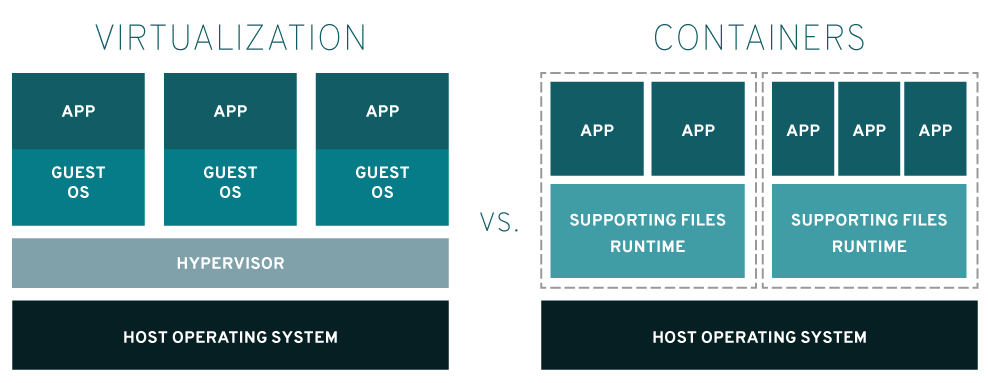 VIRTUALIZATION
APP
APP
APP
GUEST
OS
GUEST
OS
GUEST
OS
HYPERVISOR
HOST OPERATING SYSTEM
VS.
CONTAINERS
APP
APP
APP
APP
APP
SUPPORTING FILES
RUNTIME
SUPPORTING FILES
RUNTIME
HOST OPERATING SYSTEM